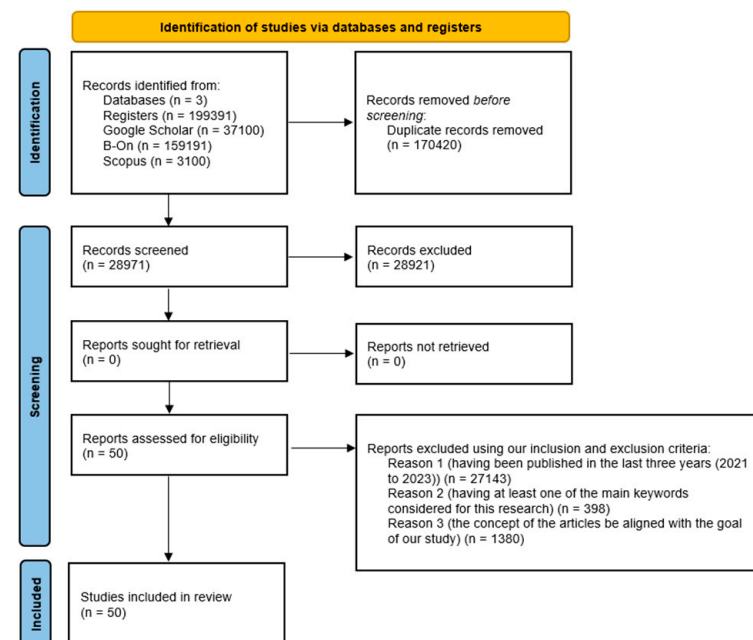 Identification of studies via databases and registers
Identification
Records identified from:
Databases (n = 3)
Registers (n = 199391)
Google Scholar (n = 37100)
B-On (n = 159191)
Scopus (n = 3100)
Records removed before
screening:
Duplicate records removed
(n = 170420)
Screening
Records screened
(n = 28971)
Records excluded
(n = 28921)
Reports sought for retrieval
(n = 0)
Reports not retrieved
(n = 0)
Reports assessed for eligibility
(n = 50)
Reports excluded using our inclusion and exclusion criteria:
Reason 1 (having been published in the last three years (2021
to 2023)) (n = 27143)
Reason 2 (having at least one of the main keywords
considered for this research) (n = 398)
Reason 3 (the concept of the articles be aligned with the goal
of our study) (n = 1380)
Included
Studies included in review
(n = 50)